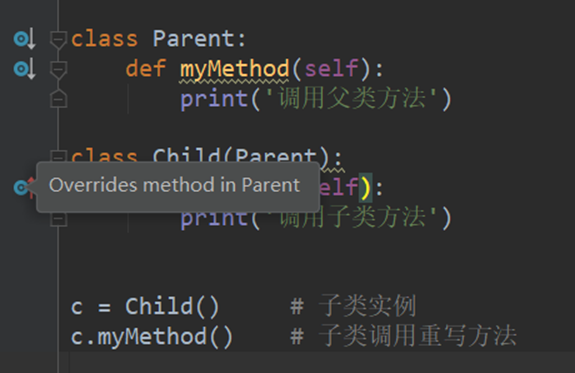 class Parent:
def myMethod(self):
print('调用父类方法')
class Child(Parent):
Overrides method in Parent
elf):
print('调用子类方法')
c = Child() # 子类实例
c.myMethod() # 子类调用重写方法